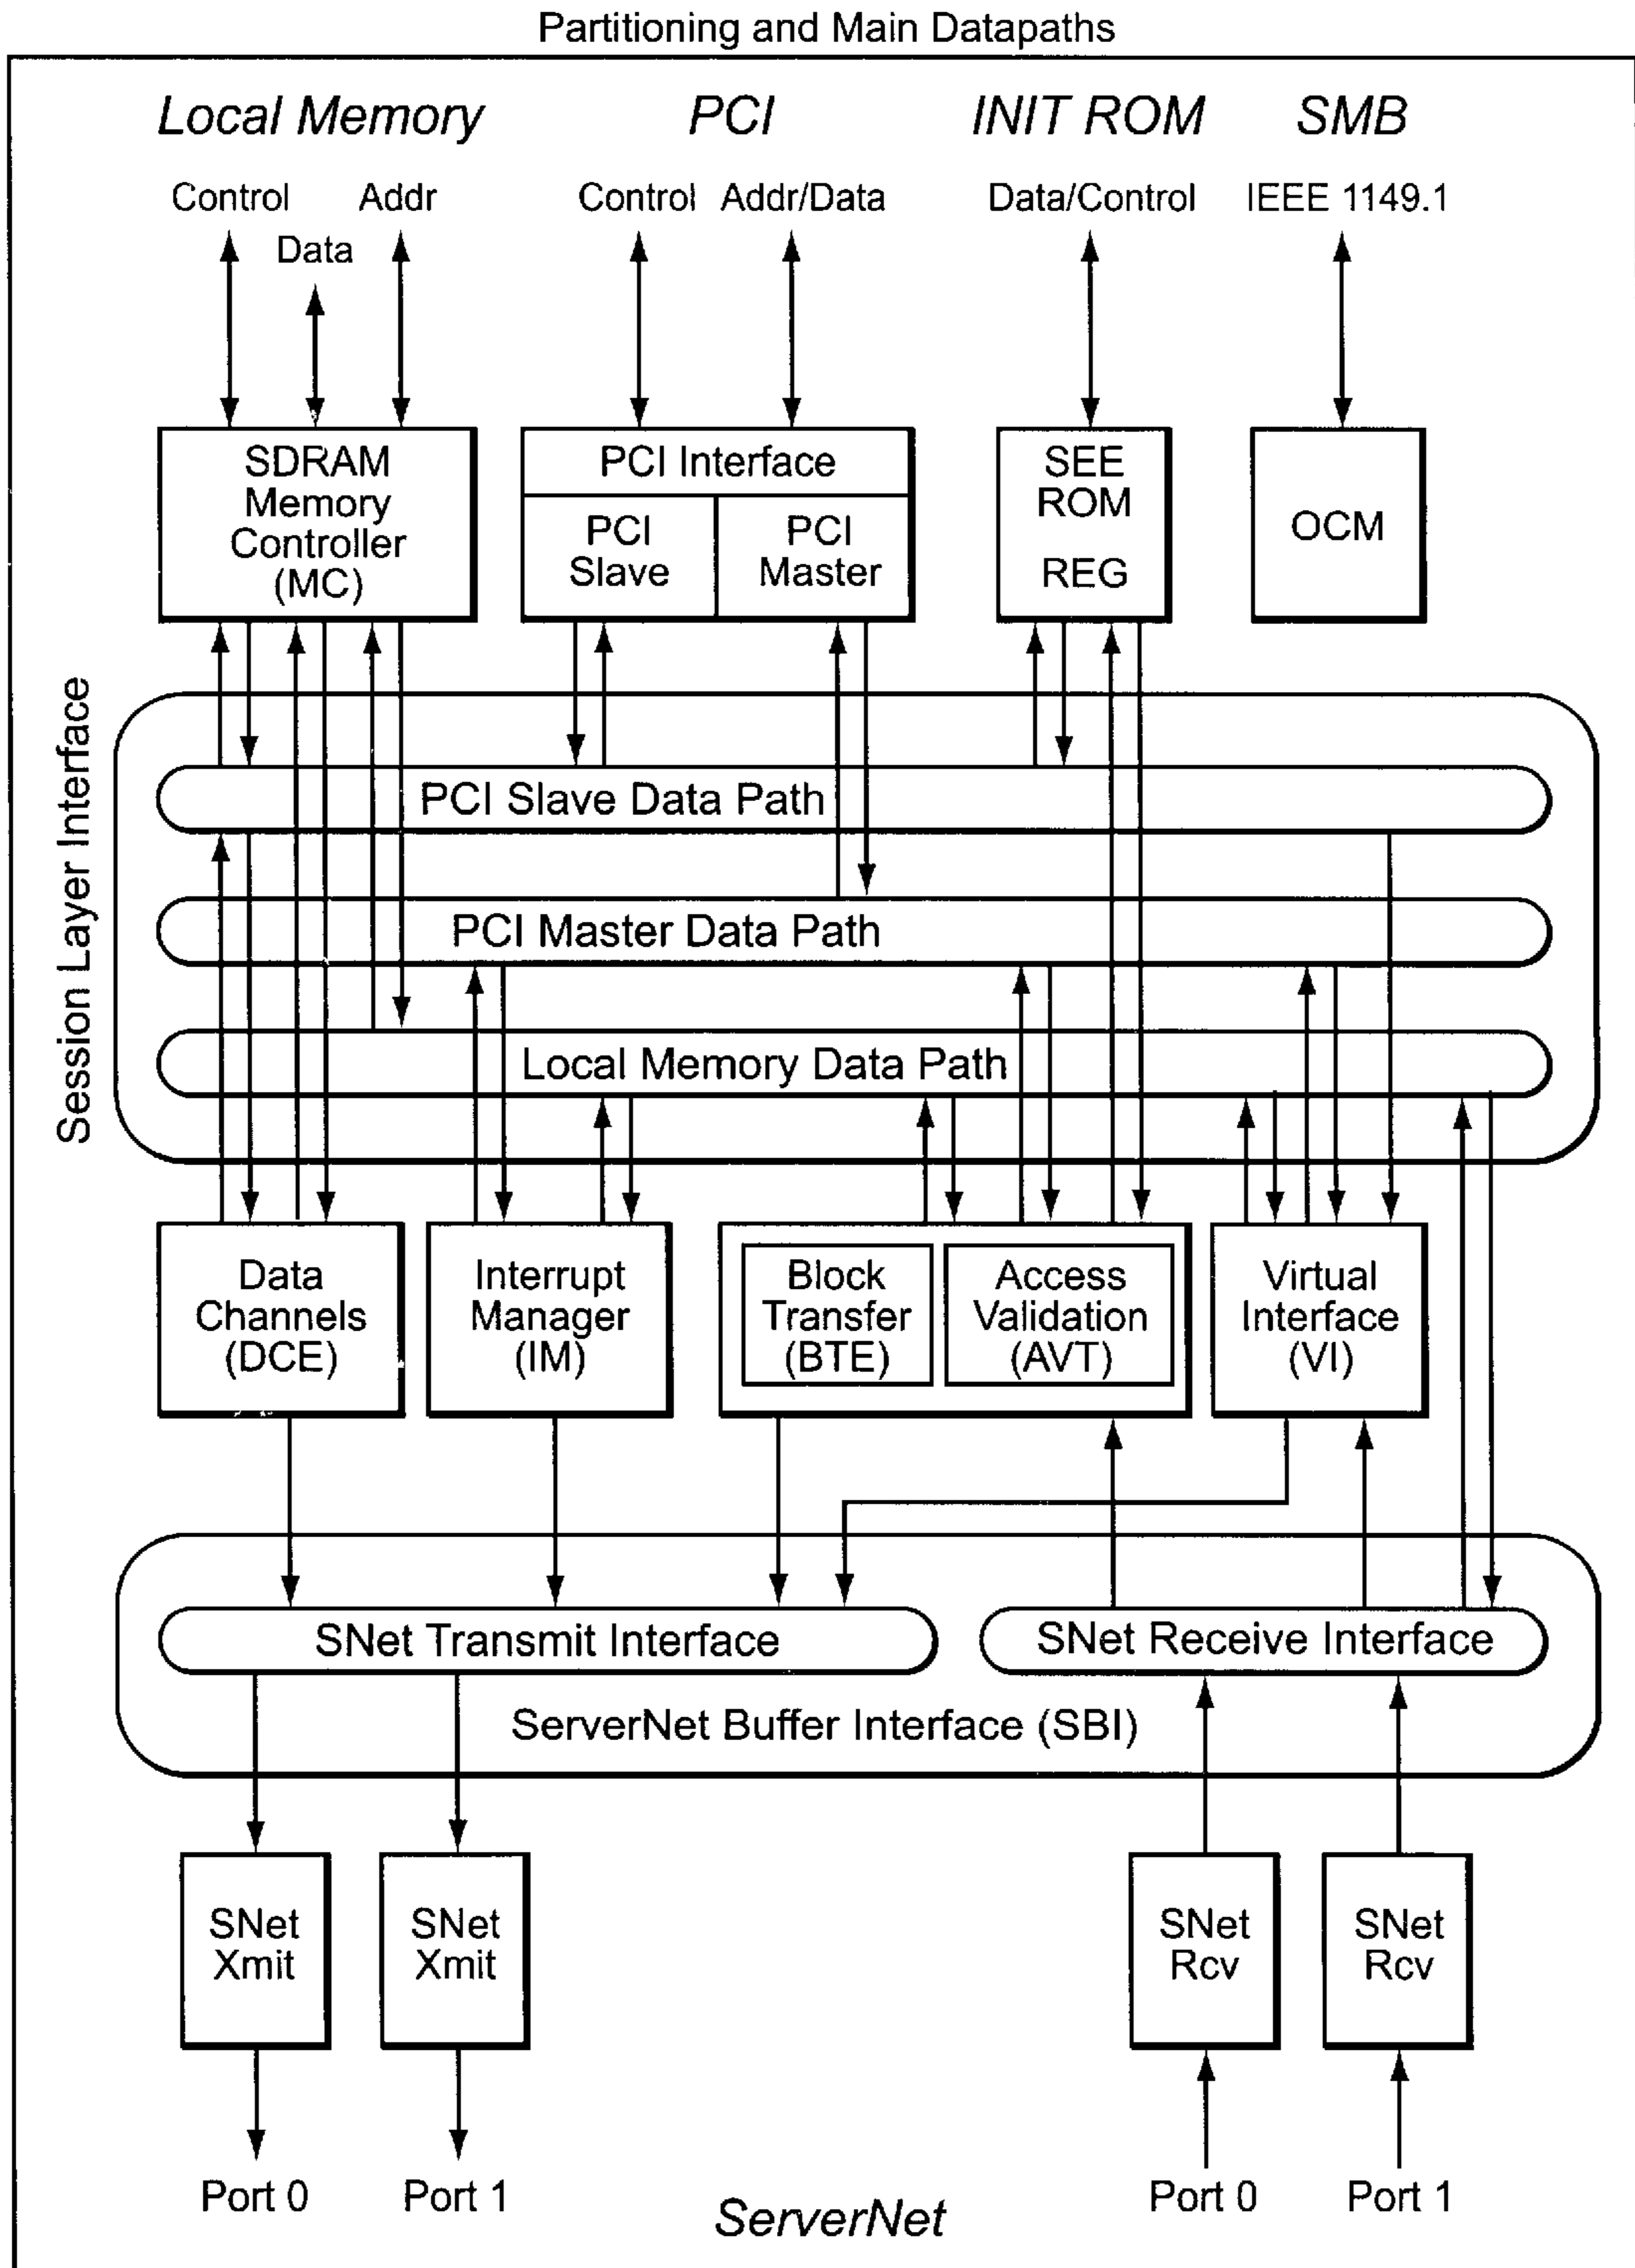 Partitioning and Main Datapaths
Local Memory
PCI
INIT ROM
SMB
Control
Addr
Data
Control
Addr/Data
Data/Control
IEEE 1149.1
SDRAM
Memory
Controller
(MC)
PCI Interface
PCI
Slave
PCI
Master
SEE
ROM
REG
OCM
Session Layer Interface
PCI Slave Data Path
PCI Master Data Path
Local Memory Data Path
Data
Channels
(DCE)
Interrupt
Manager
(IM)
Block
Transfer
(BTE)
Access
Validation
(AVT)
Virtual
Interface
(VI)
SNet Transmit Interface
SNet Receive Interface
ServerNet Buffer Interface (SBI)
SNet
Xmit
SNet
Xmit
SNet
Rcv
SNet
Rcv
Port 0
Port 1
Port 0
Port 1
ServerNet